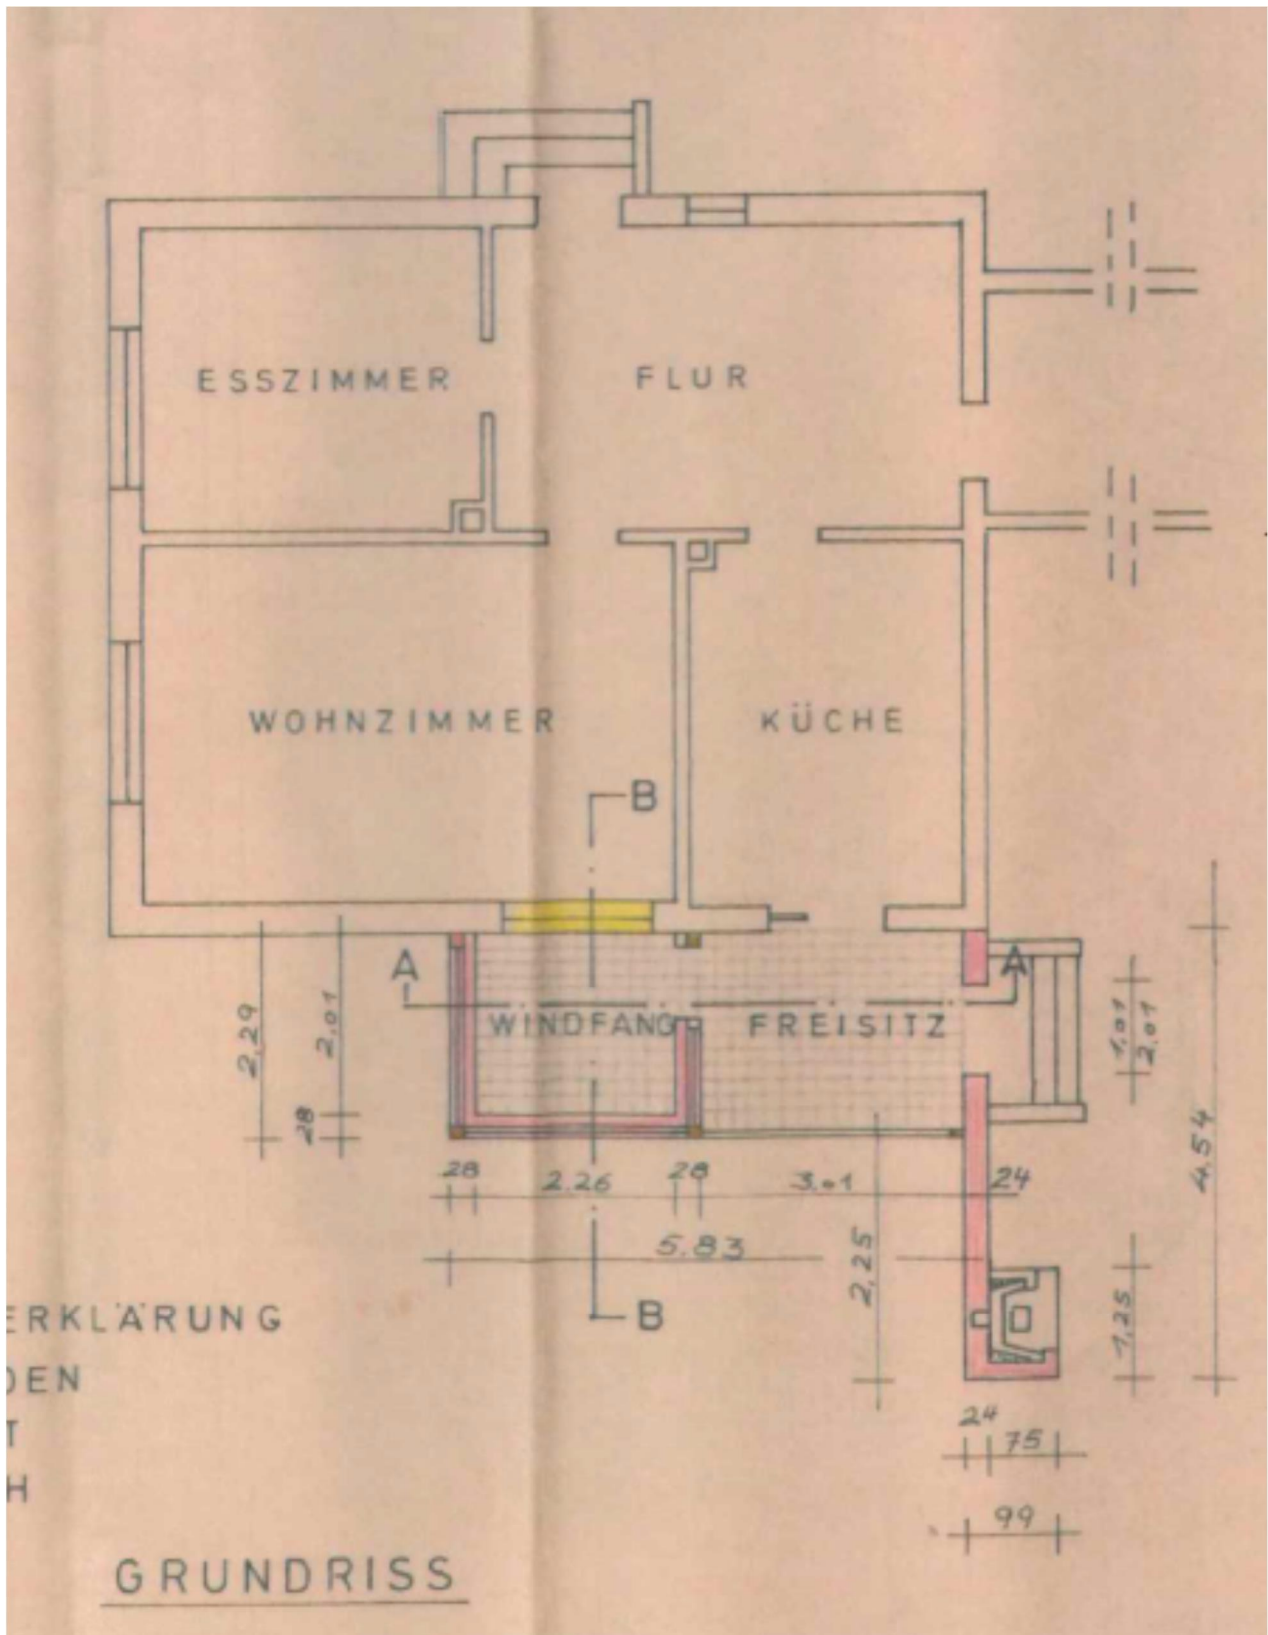 ESSZIMMER
FLUR
WOHNZIMMER
KÜCHE
B
A
A
WINDFANG
FREISITZ
2,29
2,01
28
1,01
2,01
4.54
28
2.26
28
3.01
24
5.83
2,25
B
1,25
ERKLÄRUNG
DEN
T
H
24
75
99
GRUNDRISS